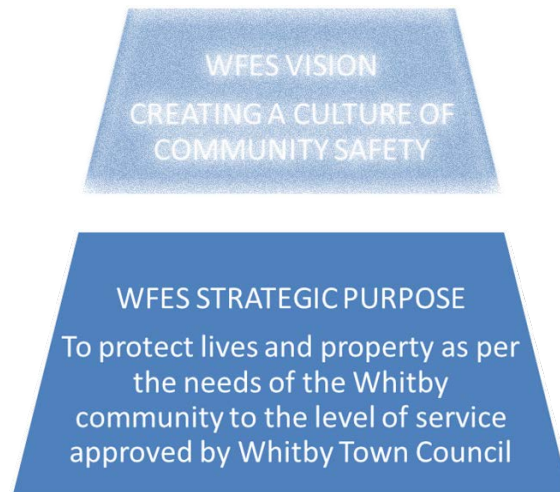 WFES VISION
CREATING A CULTURE OF
COMMUNITY SAFETY
WFES STRATEGIC PURPOSE
To protect lives and property as per
the needs of the Whitby
community to the level of service
approved by Whitby Town Council